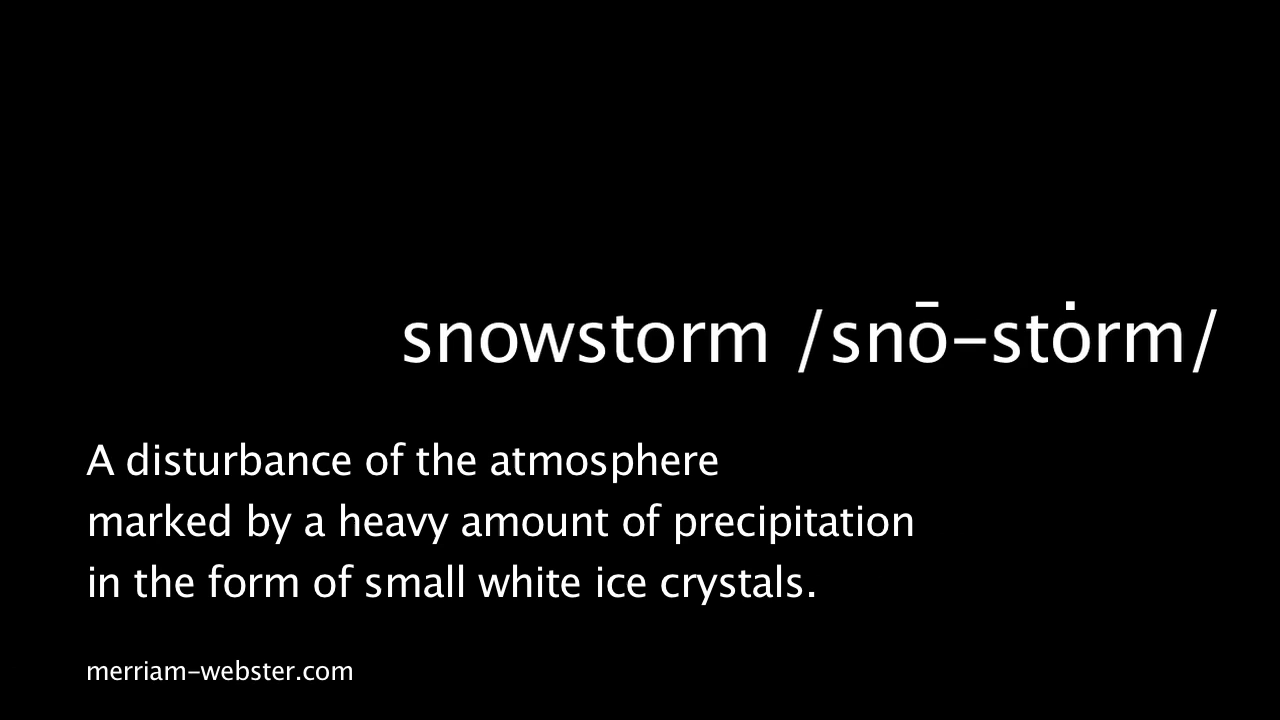 snowstorm /snō-stȯrm/
A disturbance of the atmosphere
marked by a heavy amount of precipitation
in the form of small white ice crystals.
merriam-webster.com